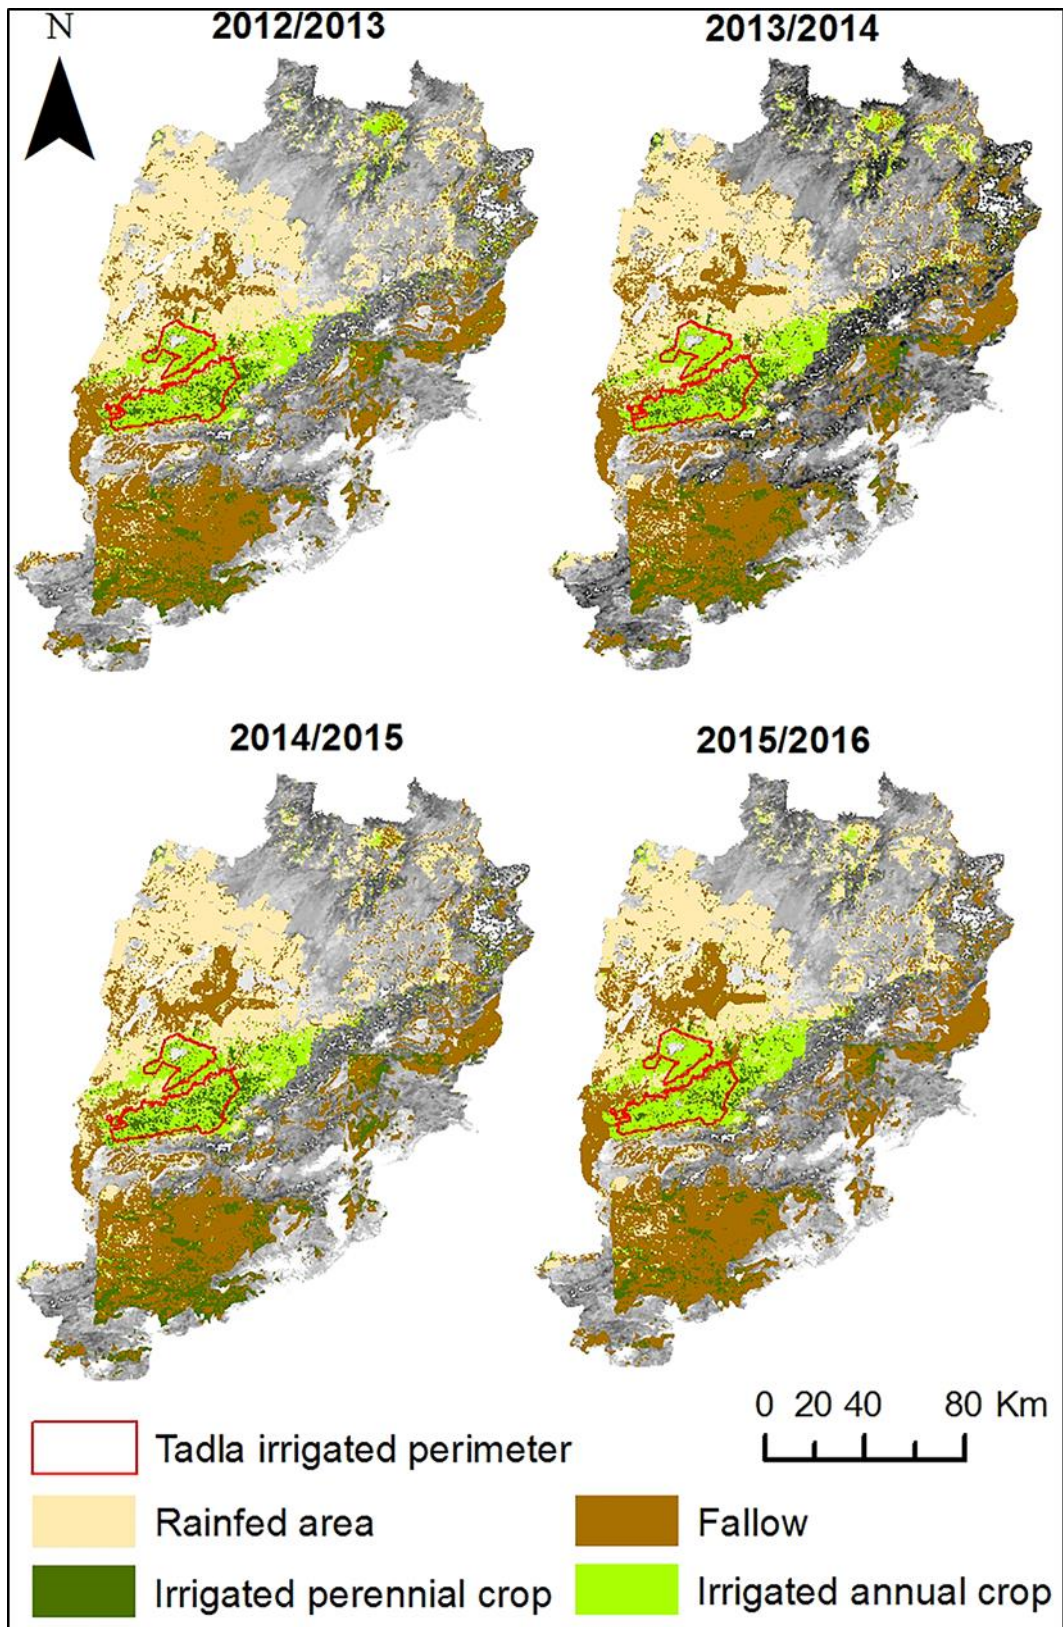 N
2012/2013
2013/2014
2014/2015
2015/2016
0 20 40 80 Km
Tadla irrigated perimeter
Rainfed area
Fallow
Irrigated perennial crop
Irrigated annual crop